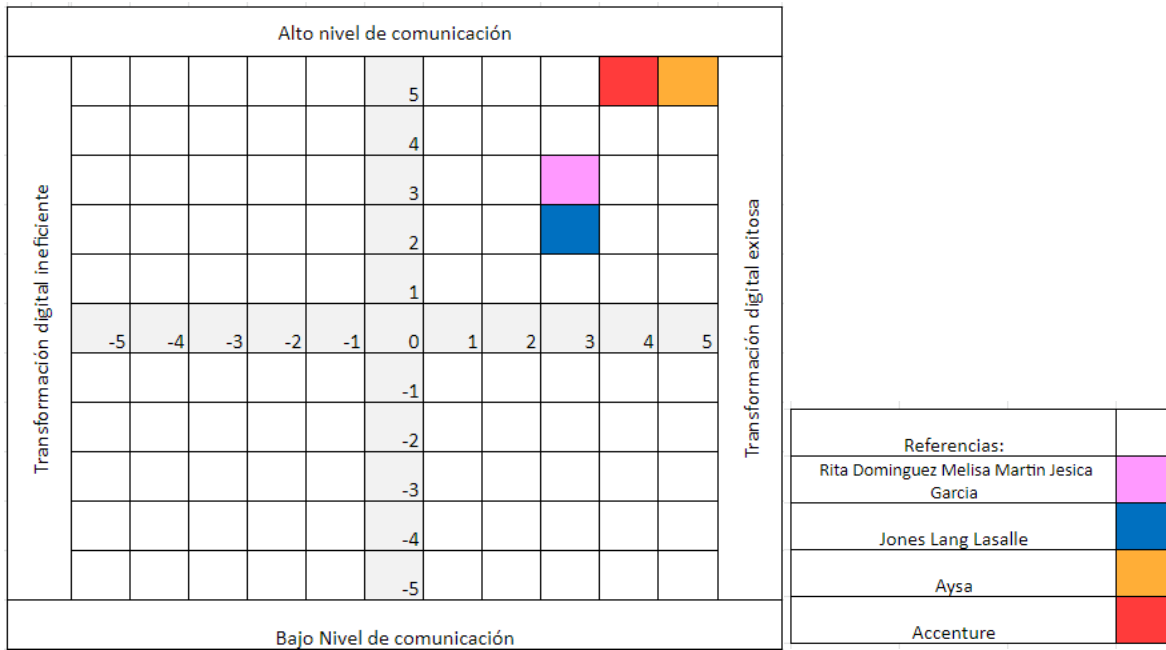 Alto nivel de comunicación
Transformación digital ineficiente
5
4
3
2
1
-5 -4 -3 -2 -1 0 1 2 3 4 5
-1
-2
-3
-4
-5
Transformación digital exitosa
Bajo Nivel de comunicación
Referencias:
Rita Dominguez Melisa Martin Jesica
Garcia
Jones Lang Lasalle
Aysa
Accenture